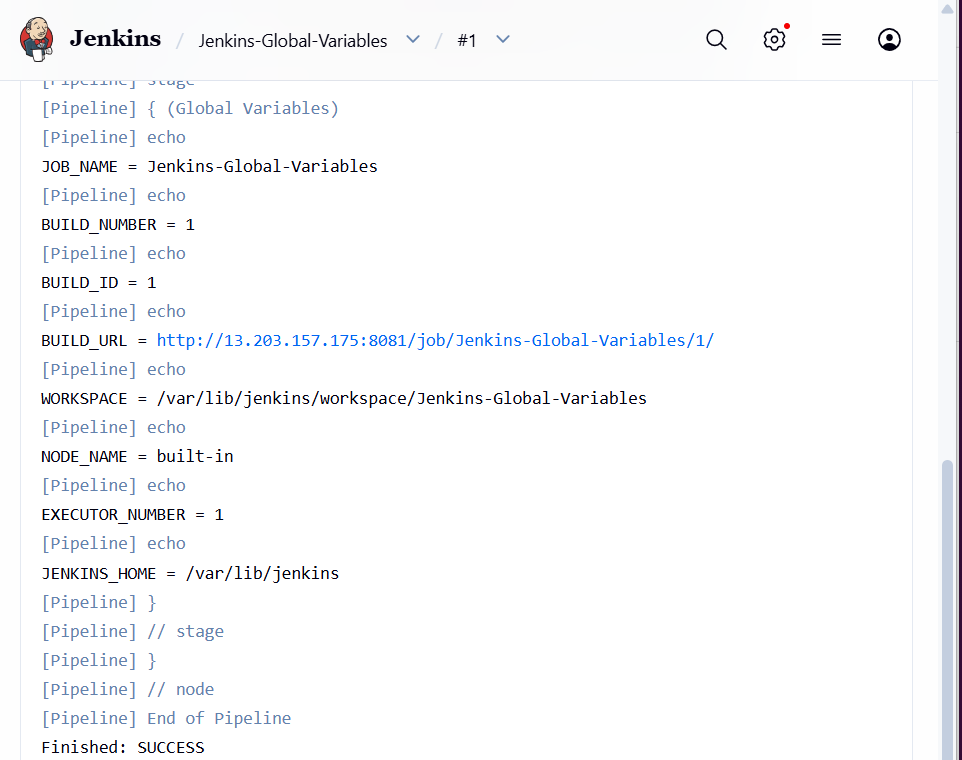 Jenkins / Jenkins-Global-Variables / #1
[Pipeline] stage
[Pipeline] { (Global Variables)
[Pipeline] echo
JOB_NAME = Jenkins-Global-Variables
[Pipeline] echo
BUILD_NUMBER = 1
[Pipeline] echo
BUILD_ID = 1
[Pipeline] echo
BUILD_URL = http://13.203.157.175:8081/job/Jenkins-Global-Variables/1/
[Pipeline] echo
WORKSPACE = /var/lib/jenkins/workspace/Jenkins-Global-Variables
[Pipeline] echo
NODE_NAME = built-in
[Pipeline] echo
EXECUTOR_NUMBER = 1
[Pipeline] echo
JENKINS_HOME = /var/lib/jenkins
[Pipeline] }
[Pipeline] // stage
[Pipeline] }
[Pipeline] // node
[Pipeline] End of Pipeline
Finished: SUCCESS